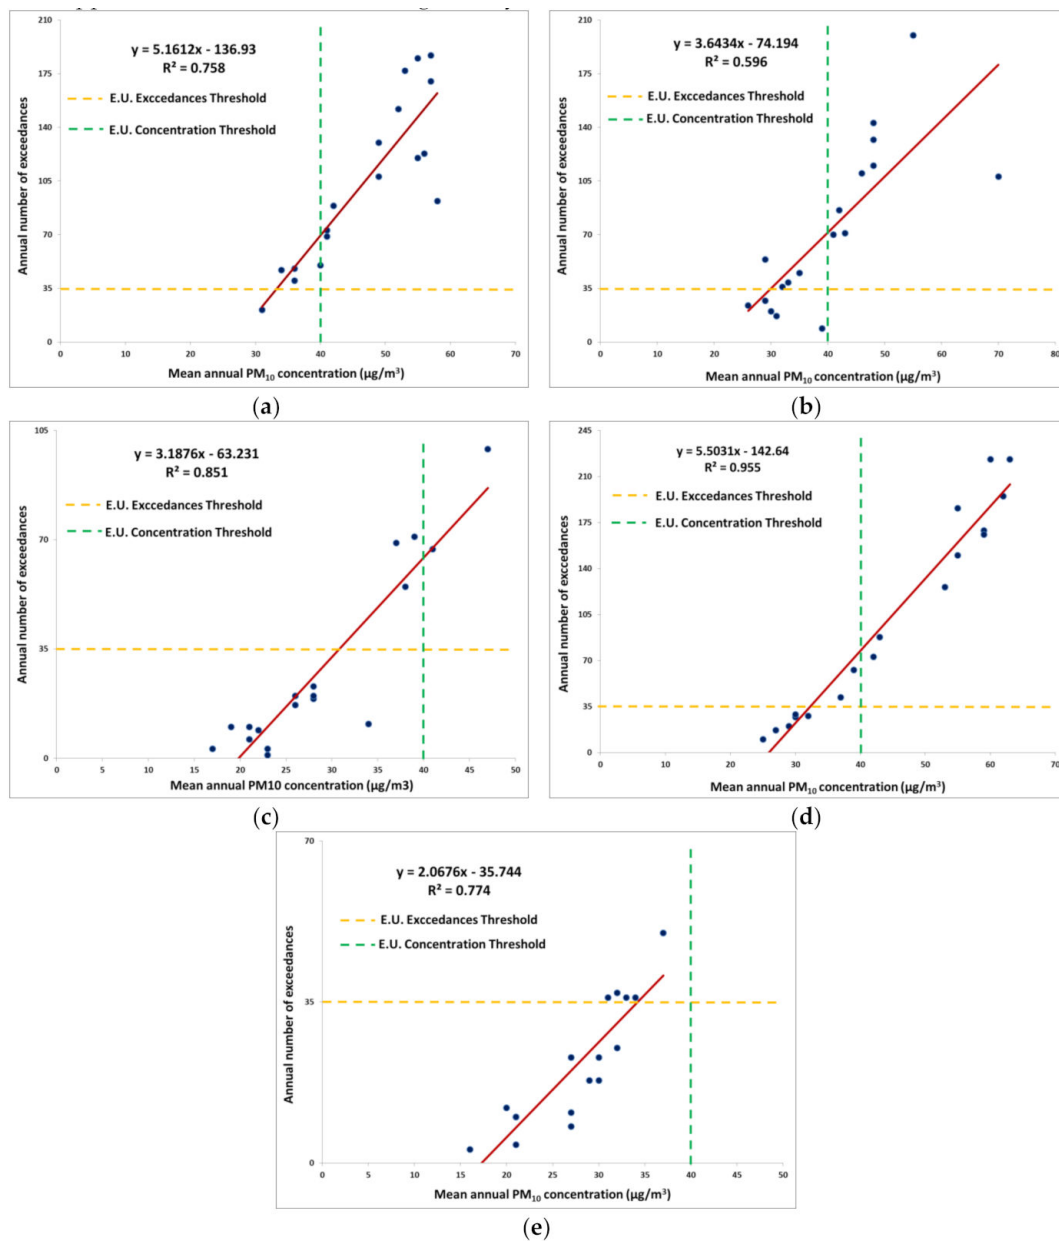 210
175
140
105
70
35
0
Annual number of exceedances
y = 5.1612x - 136.93
R² = 0.758
E.U. Exccedances Threshold
E.U. Concentration Threshold
0 10 20 30 40 50 60 70
Mean annual PM₁₀ concentration (μg/m³)
(a)
210
175
140
105
70
35
0
Annual number of exceedances
y = 3.6434x - 74.194
R² = 0.596
E.U. Exccedances Threshold
E.U. Concentration Threshold
0 10 20 30 40 50 60 70 80
Mean annual PM₁₀ concentration (μg/m³)
(b)
105
70
35
0
Annual number of exceedances
y = 3.1876x - 63.231
R² = 0.851
E.U. Exccedances Threshold
E.U. Concentration Threshold
0 5 10 15 20 25 30 35 40 45 50
Mean annual PM10 concentration (μg/m3)
(c)
245
210
175
140
105
70
35
0
Annual number of exccedances
y = 5.5031x - 142.64
R² = 0.955
E.U. Exccedances Threshold
E.U. Concentration Threshold
0 10 20 30 40 50 60 70
Mean annual PM₁₀ concentration (μg/m³)
(d)
70
35
0
Annual number of exceedances
y = 2.0676x - 35.744
R² = 0.774
E.U. Exccedances Threshold
E.U. Concentration Threshold
0 5 10 15 20 25 30 35 40 45 50
Mean annual PM₁₀ concentration (μg/m³)
(e)